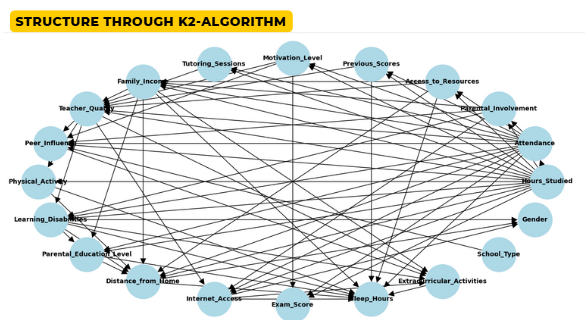 STRUCTURE THROUGH K2-ALGORITHM
Motivation_Level
Tutoring_Sessions
Previous_Scores
Family_Income
Access_to_Resources
Teacher_Quality
Parental_Involvement
Peer_Influence
Attendance
Physical_Activity
Hours_Studied
Learning_Disabilities
Gender
Parental_Education_Level
School_Type
Distance_from_Home
Extracurricular_Activities
Internet_Access
Exam_Score
Sleep_Hours